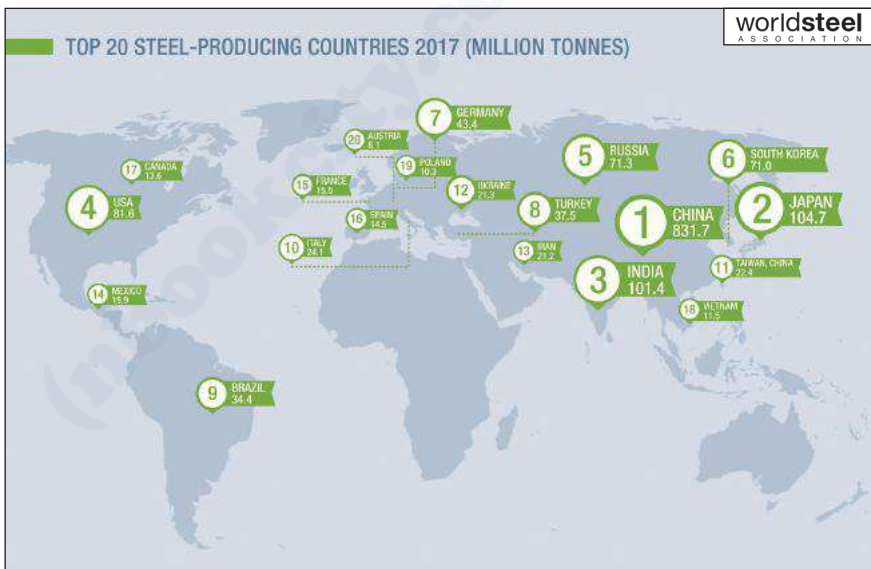 worldsteel
ASSOCIATION
TOP 20 STEEL-PRODUCING COUNTRIES 2017 (MILLION TONNES)
7 GERMANY
43.4
20 AUSTRIA
8.1
19 POLAND
10.3
5 RUSSIA
71.3
6 SOUTH KOREA
71.0
17 CANADA
13.6
15 FRANCE
15.5
12 UKRAINE
21.3
4 USA
81.6
16 SPAIN
14.5
8 TURKEY
37.5
1 CHINA
831.7
2 JAPAN
104.7
10 ITALY
24.1
13 IRAN
21.2
3 INDIA
101.4
11 TAIWAN, CHINA
22.4
14 MEXICO
19.9
18 VIETNAM
11.5
9 BRAZIL
34.4